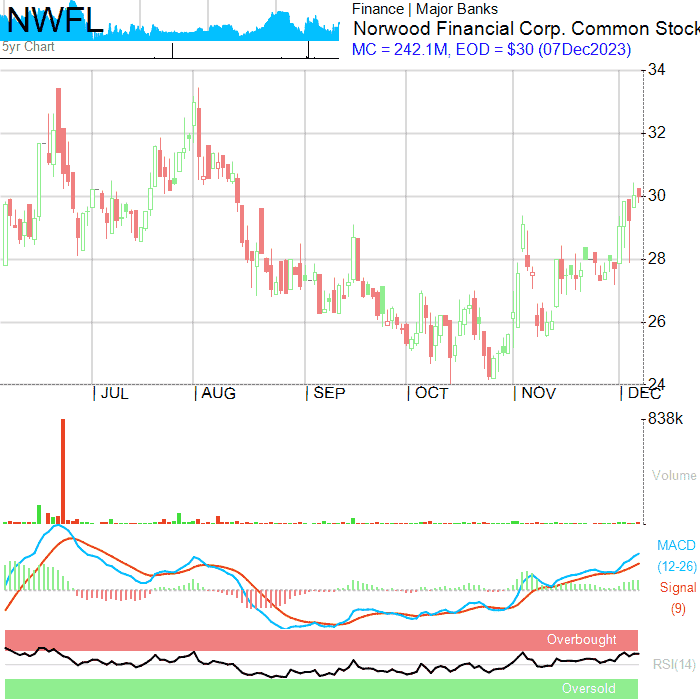 NWFL
5yr Chart
Finance | Major Banks
Norwood Financial Corp. Common Stock
MC = 242.1M, EOD = $30 (07Dec2023)
34
32
30
28
26
24
| JUL | AUG | SEP | OCT | NOV | DEC
838k
Volume
MACD
(12-26)
Signal
(9)
Overbought
RSI(14)
Oversold